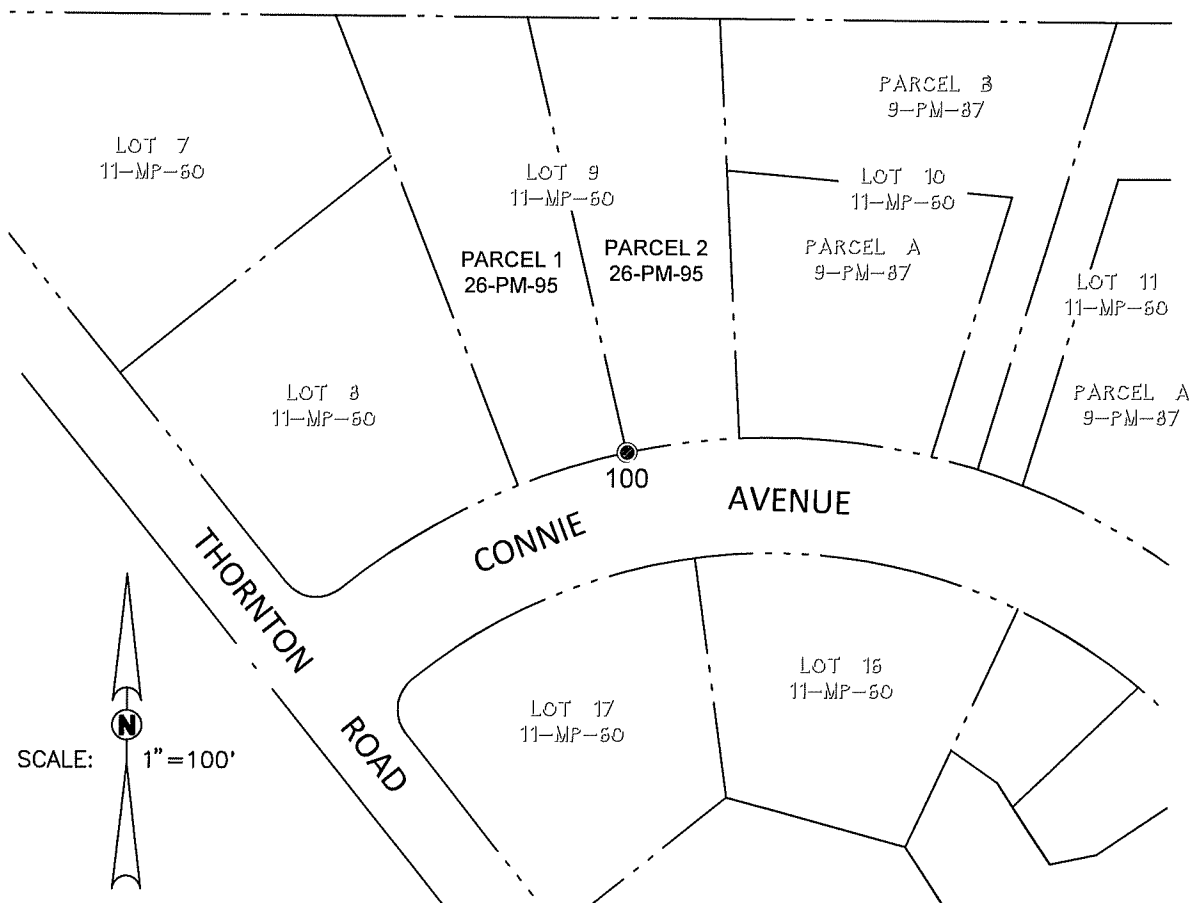 PARCEL B
9-PM-87
LOT 7
11-MP-60
LOT 9
11-MP-60
LOT 10
11-MP-60
PARCEL 1
26-PM-95
PARCEL 2
26-PM-95
PARCEL A
9-PM-87
LOT 11
11-MP-60
LOT 8
11-MP-60
PARCEL A
9-PM-87
100
CONNIE AVENUE
THORNTON ROAD
LOT 16
11-MP-60
LOT 17
11-MP-60
N
SCALE: 1"=100'